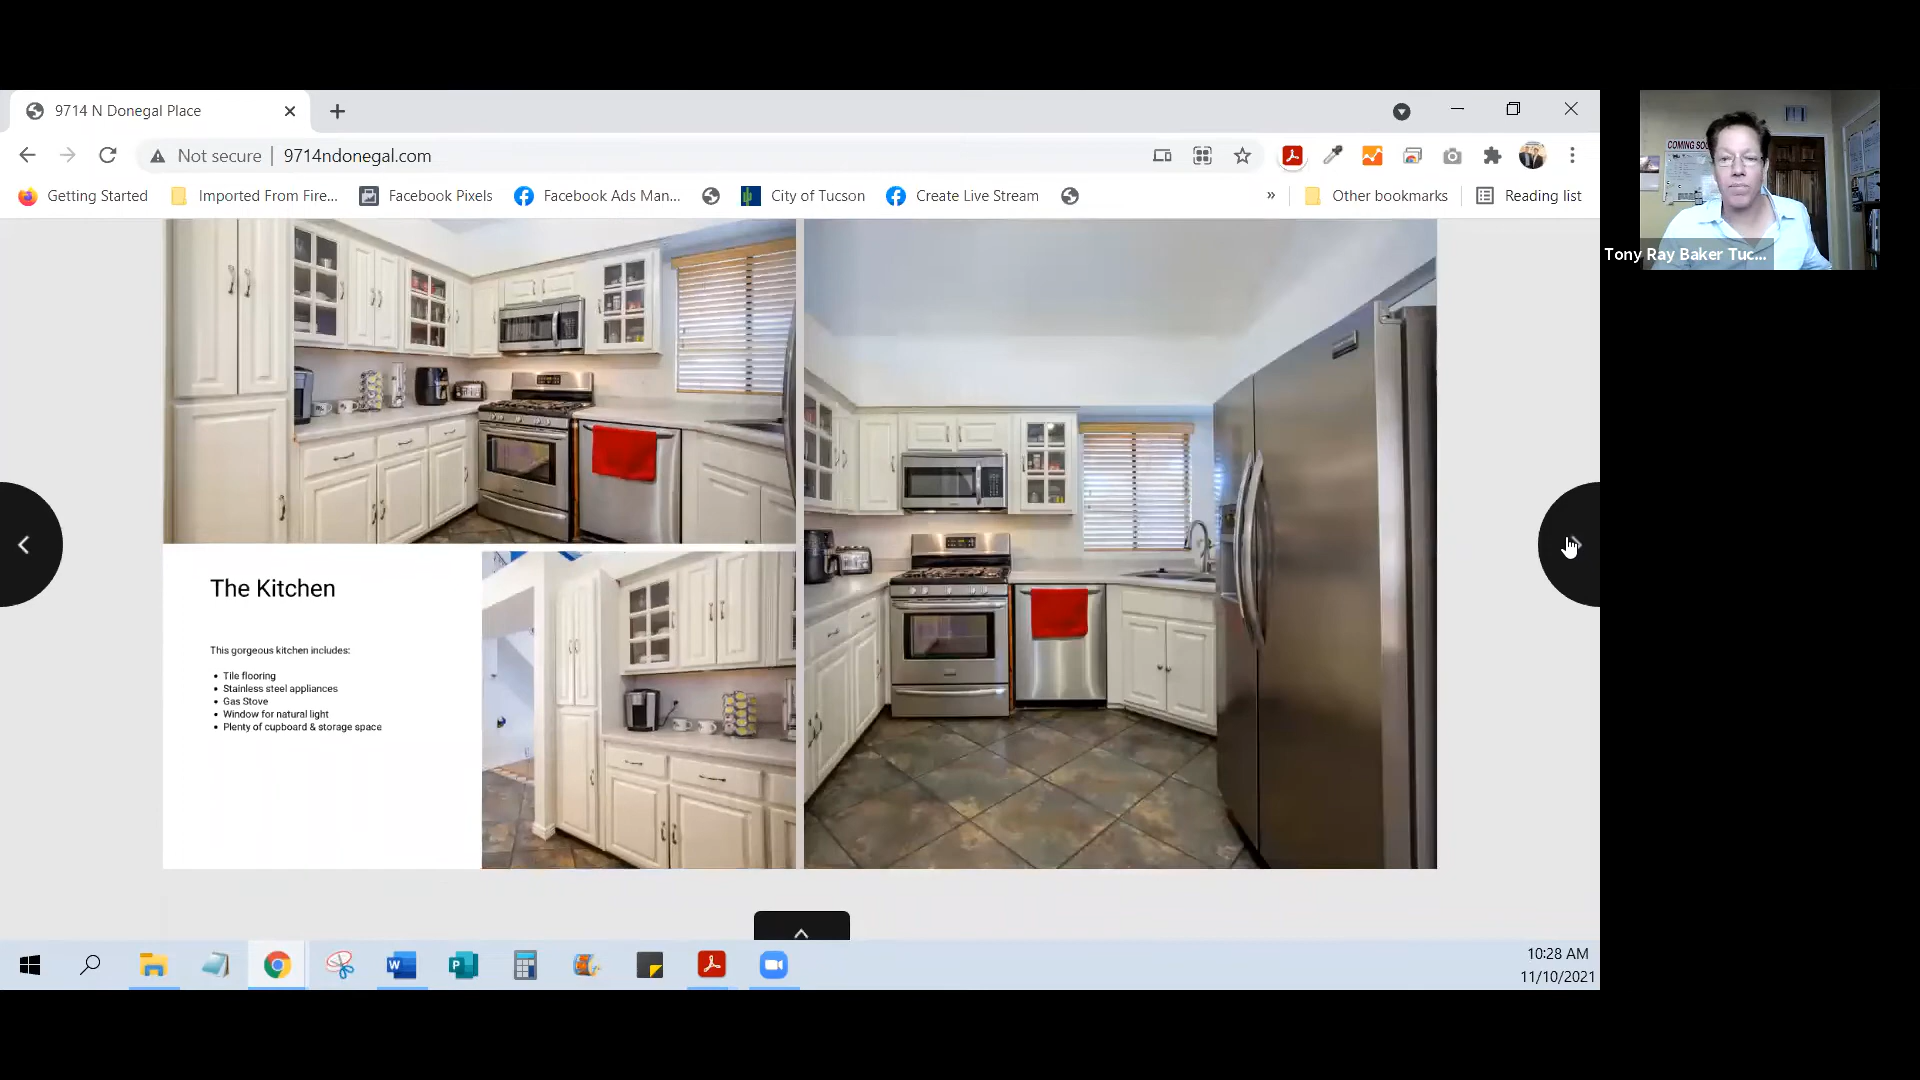 9714 N Donegal Place
Not secure
9714ndonegal.com
Getting Started
Imported From Fire...
Facebook Pixels
Facebook Ads Man...
City of Tucson
Create Live Stream
»
Other bookmarks
Reading list
COMING SOO
Tony Ray Baker Tuc...
The Kitchen
This gorgeous kitchen includes:
• Tile flooring
• Stainless steel appliances
• Gas Stove
• Window for natural light
• Plenty of cupboard & storage space
10:28 AM
11/10/2021